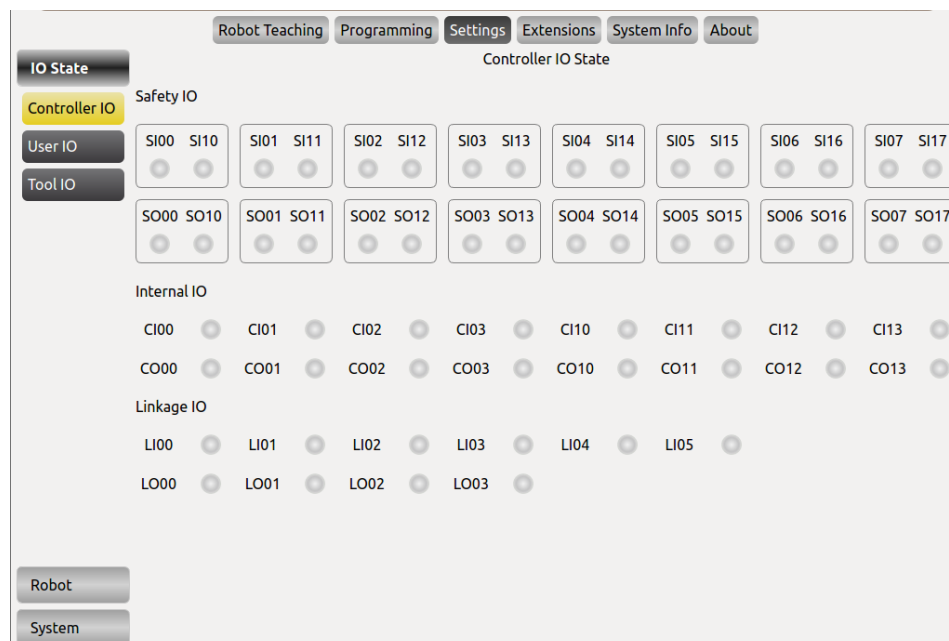 Robot Teaching Programming Settings Extensions System Info About
Controller IO State
IO State
Controller IO
User IO
Tool IO
Safety IO
SI00 SI10 SI01 SI11 SI02 SI12 SI03 SI13 SI04 SI14 SI05 SI15 SI06 SI16 SI07 SI17
SO00 SO10 SO01 SO11 SO02 SO12 SO03 SO13 SO04 SO14 SO05 SO15 SO06 SO16 SO07 SO17
Internal IO
CI00 CI01 CI02 CI03 CI10 CI11 CI12 CI13
CO00 CO01 CO02 CO03 CO10 CO11 CO12 CO13
Linkage IO
LI00 LI01 LI02 LI03 LI04 LI05
LO00 LO01 LO02 LO03
Robot
System